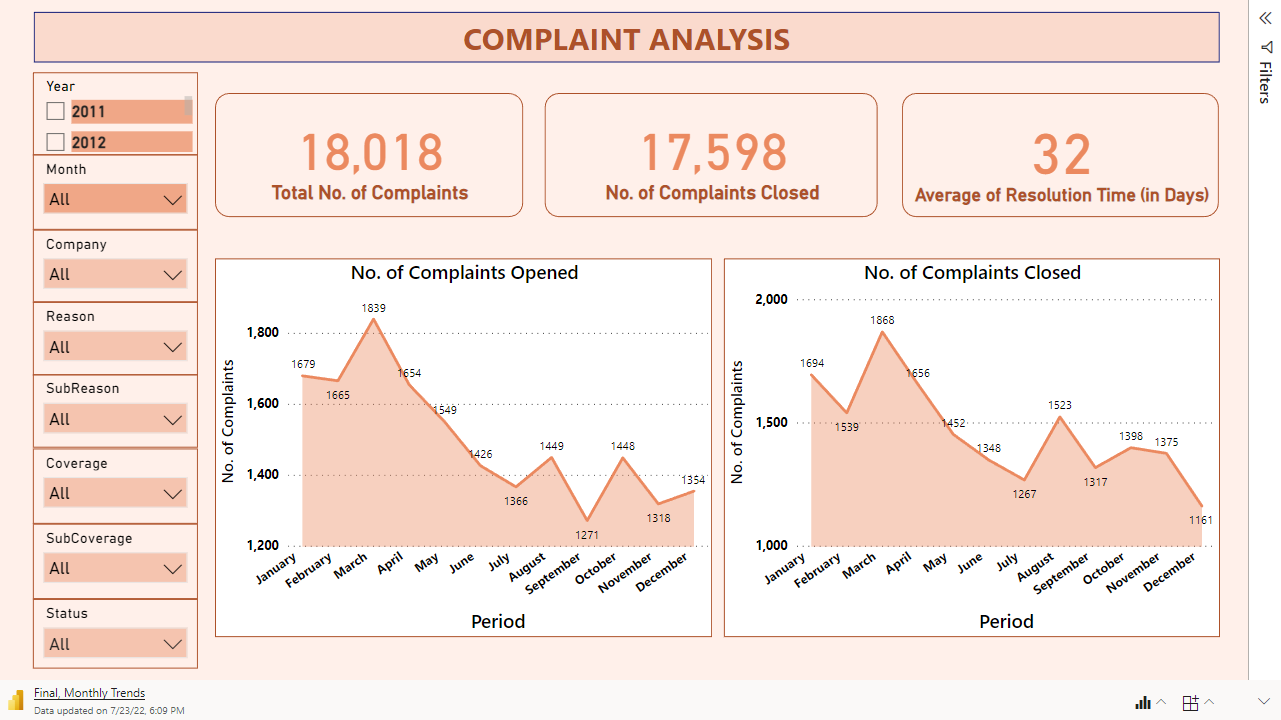 COMPLAINT ANALYSIS
Filters
Year
2011
2012
Month
All
Company
All
Reason
All
SubReason
All
Coverage
All
SubCoverage
All
Status
All
18,018
Total No. of Complaints
17,598
No. of Complaints Closed
32
Average of Resolution Time (in Days)
No. of Complaints Opened
No. of Complaints
1,800
1,600
1,400
1,200
1679
1665
1839
1654
1549
1426
1366
1449
1271
1448
1318
1354
January
February
March
April
May
June
July
August
September
October
November
December
Period
No. of Complaints Closed
No. of Complaints
2,000
1,500
1,000
1694
1539
1868
1656
1452
1348
1267
1523
1317
1398
1375
1161
January
February
March
April
May
June
July
August
September
October
November
December
Period
Final, Monthly Trends
Data updated on 7/23/22, 6:09 PM